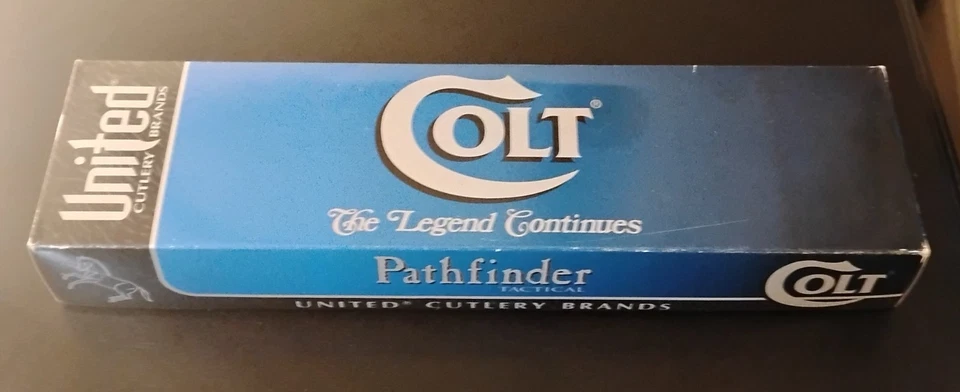 United®
CUTLERY BRANDS
COLT®
The Legend Continues
Pathfinder
TACTICAL
COLT®
UNITED® CUTLERY BRANDS